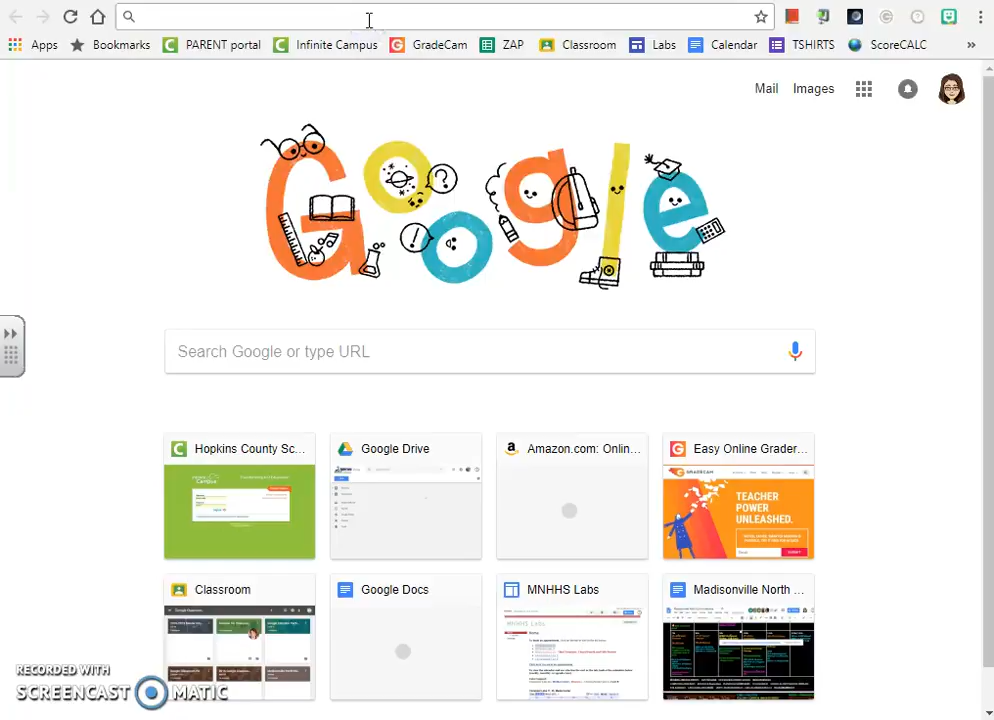 Apps Bookmarks PARENT portal Infinite Campus GradeCam ZAP Classroom Labs Calendar TSHIRTS ScoreCALC »
Mail Images
Google
Search Google or type URL
Hopkins County Sc...
Google Drive
Amazon.com: Onlin...
Easy Online Grader...
GRADECAM
TEACHER
POWER
UNLEASHED.
Classroom
Google Docs
MNHHS Labs
Madisonville North ...
RECORDED WITH
SCREENCAST MATIC